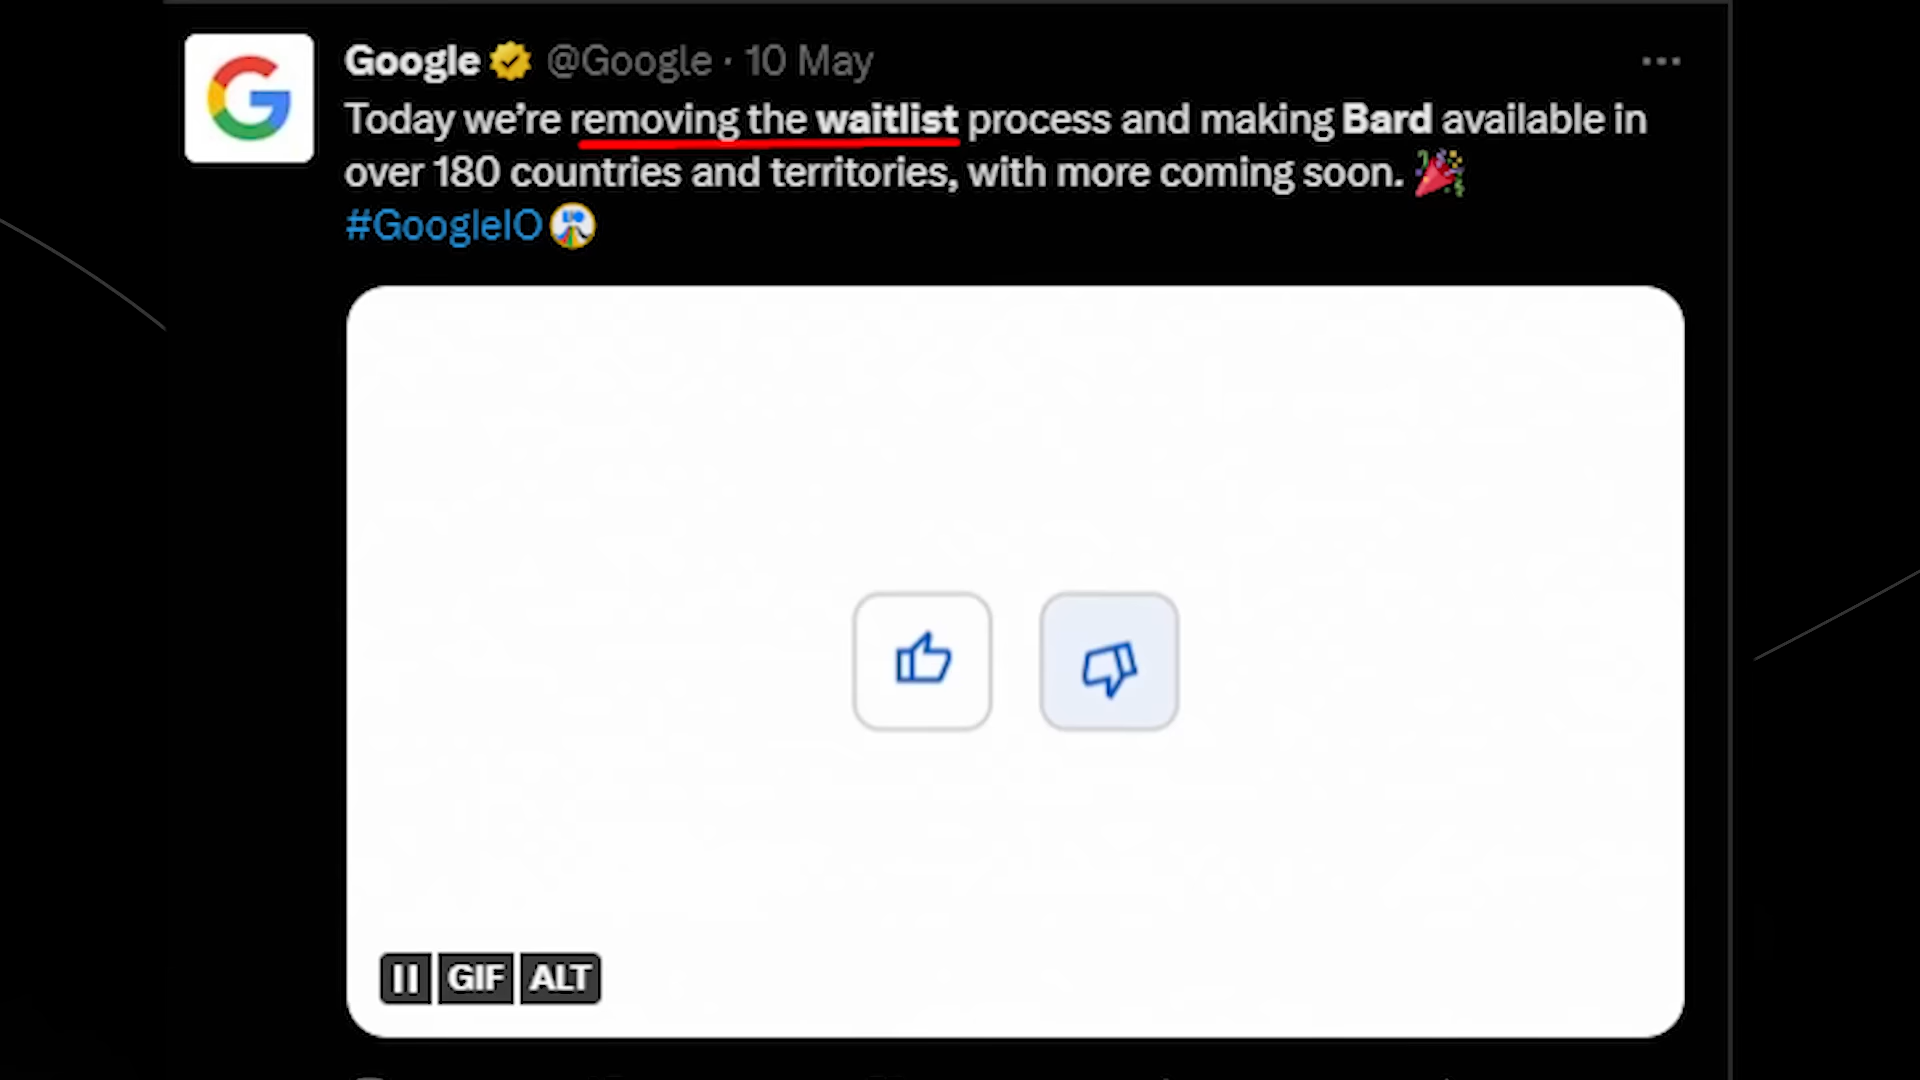 Google @Google · 10 May
Today we're removing the waitlist process and making Bard available in
over 180 countries and territories, with more coming soon. 🎉
#GoogleIO
GIF ALT